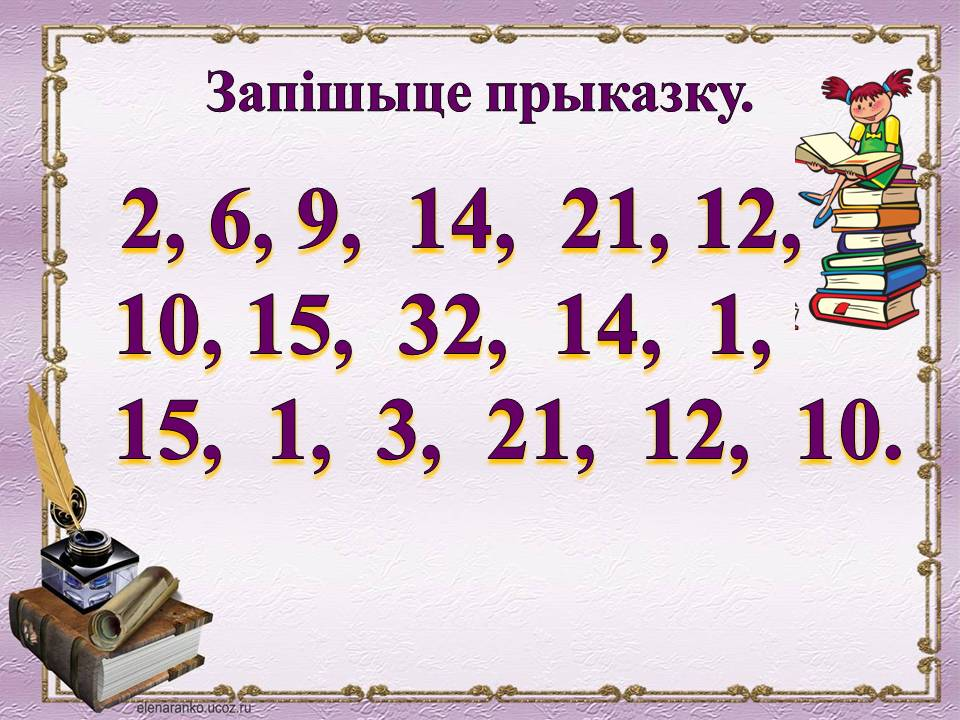 Запішыце прыказку.
2, 6, 9, 14, 21, 12,
10, 15, 32, 14, 1,
15, 1, 3, 21, 12, 10.
elenaranko.ucoz.ru